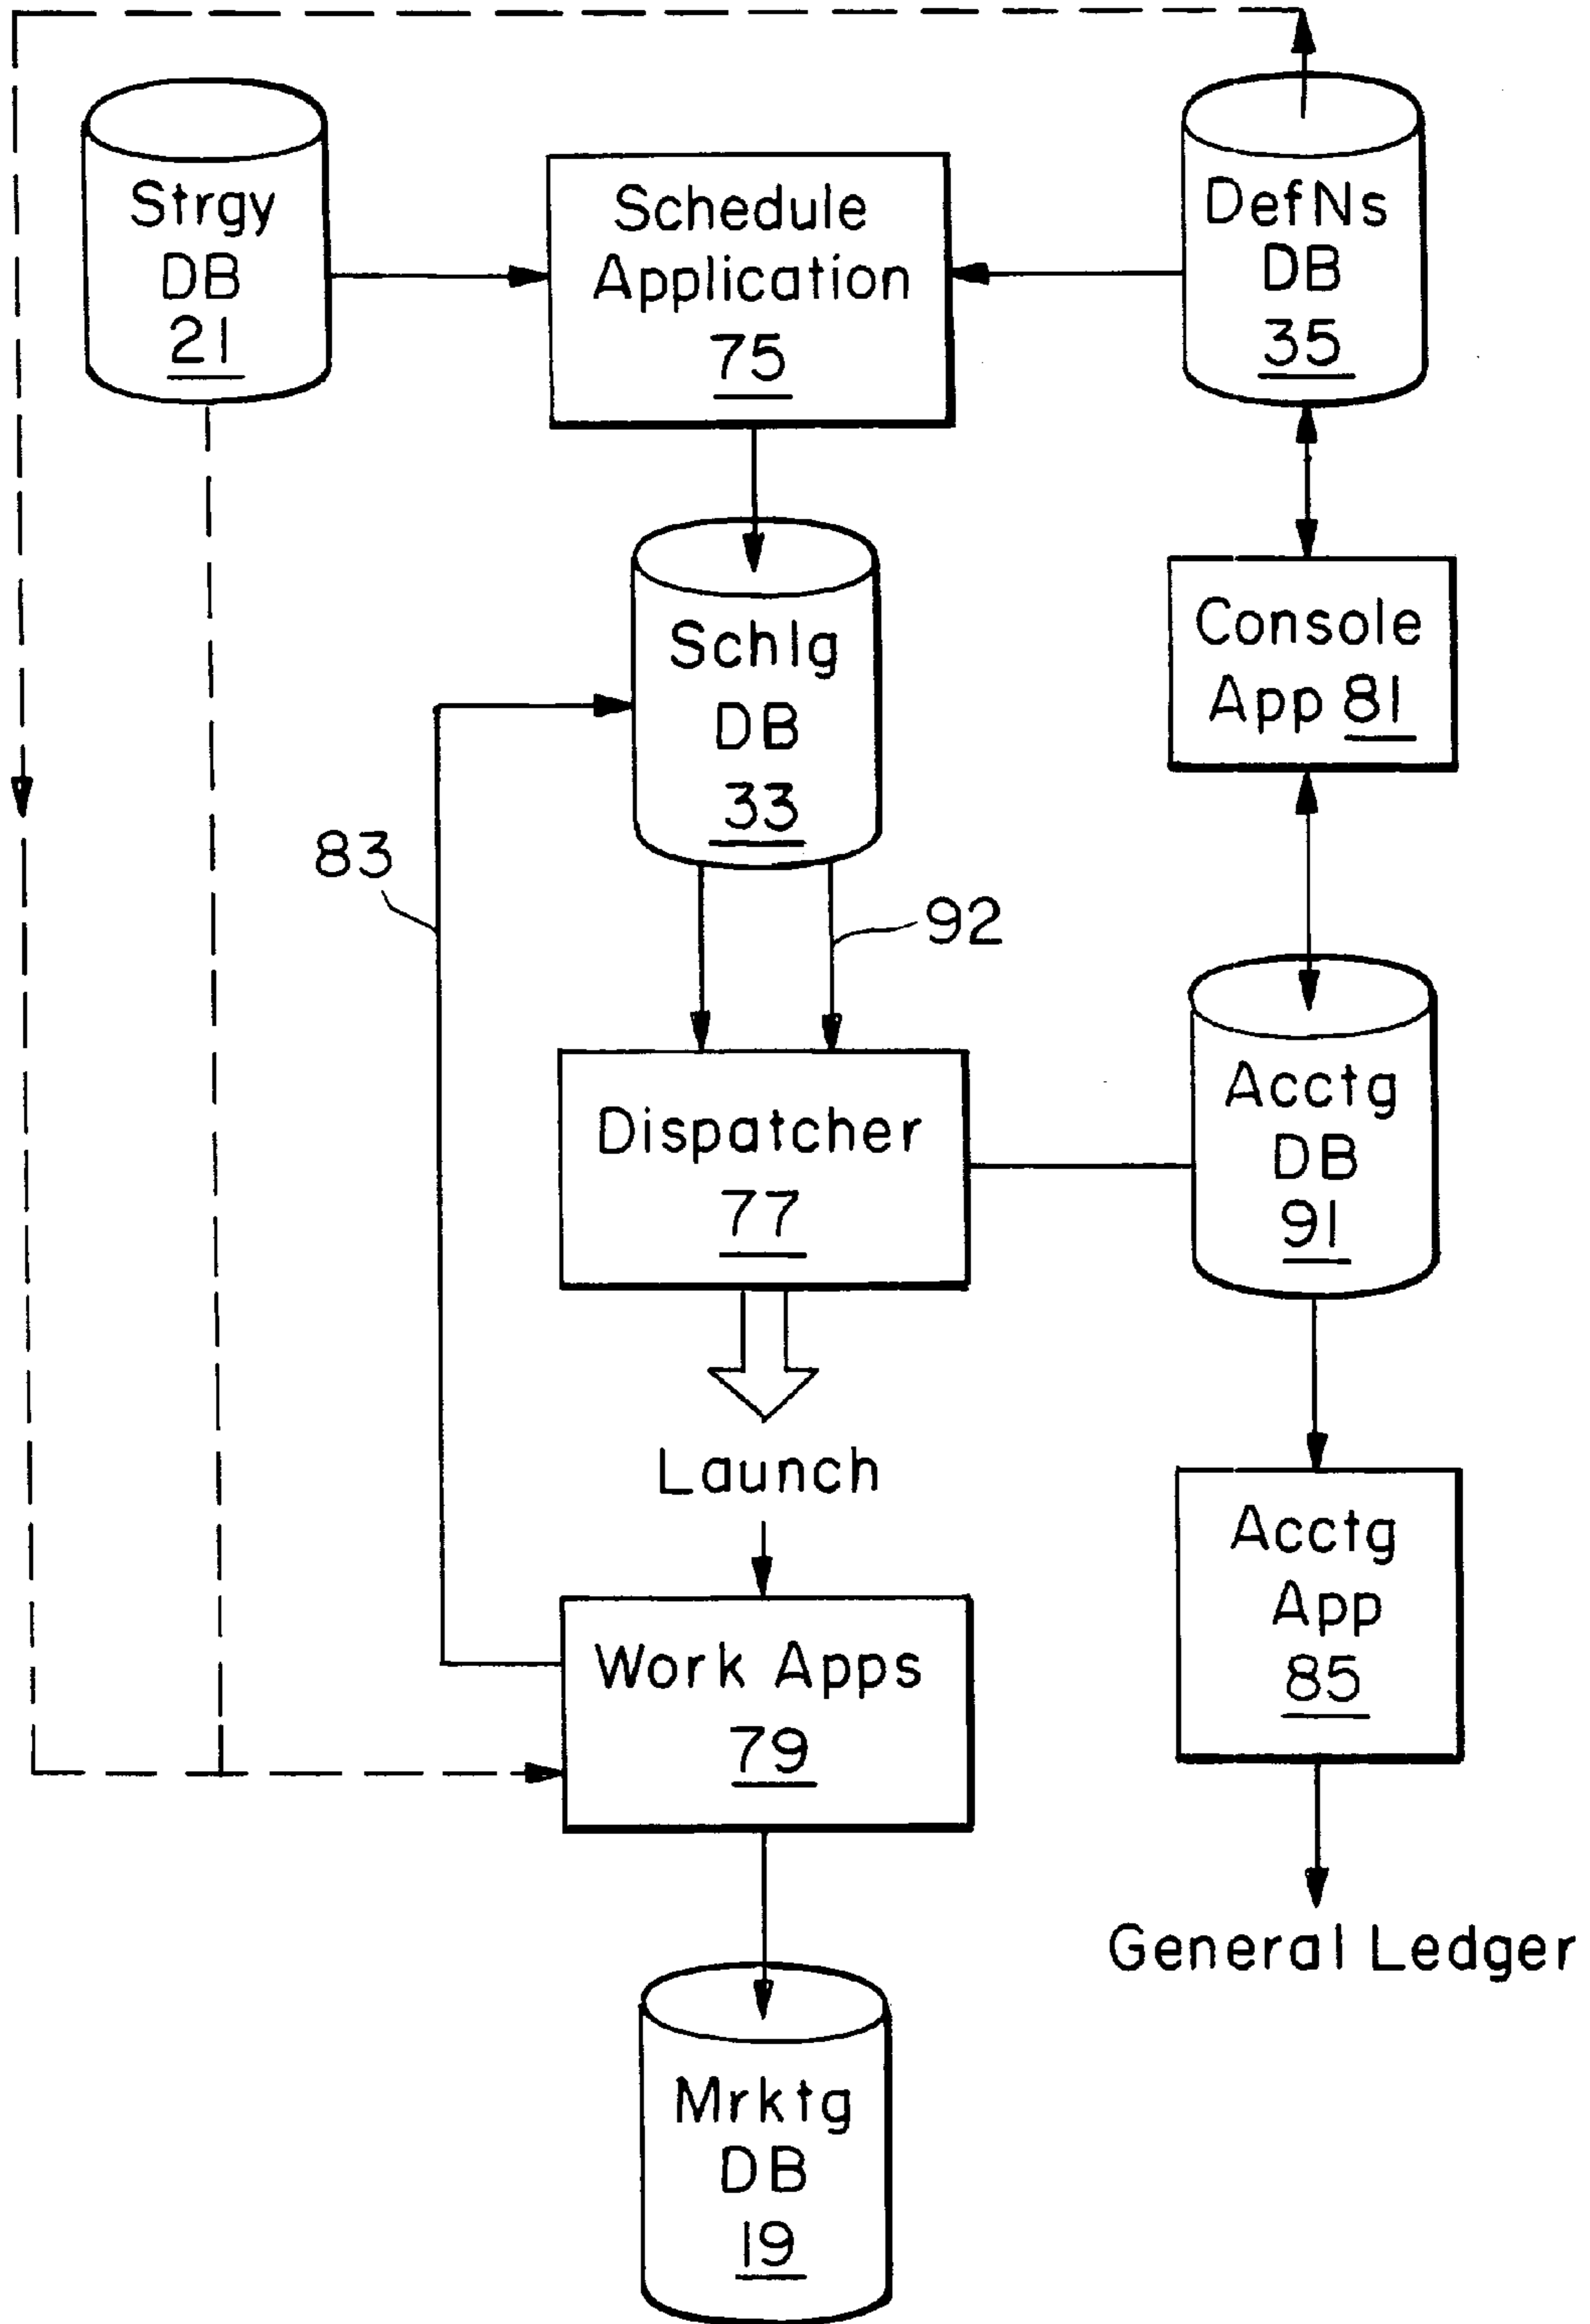 Strgy
DB
21
Schedule
Application
75
DefNs
DB
35
Schlg
DB
33
Console
App 81
83
92
Dispatcher
77
Acctg
DB
91
Launch
Acctg
App
85
Work Apps
79
General Ledger
Mrktg
DB
19